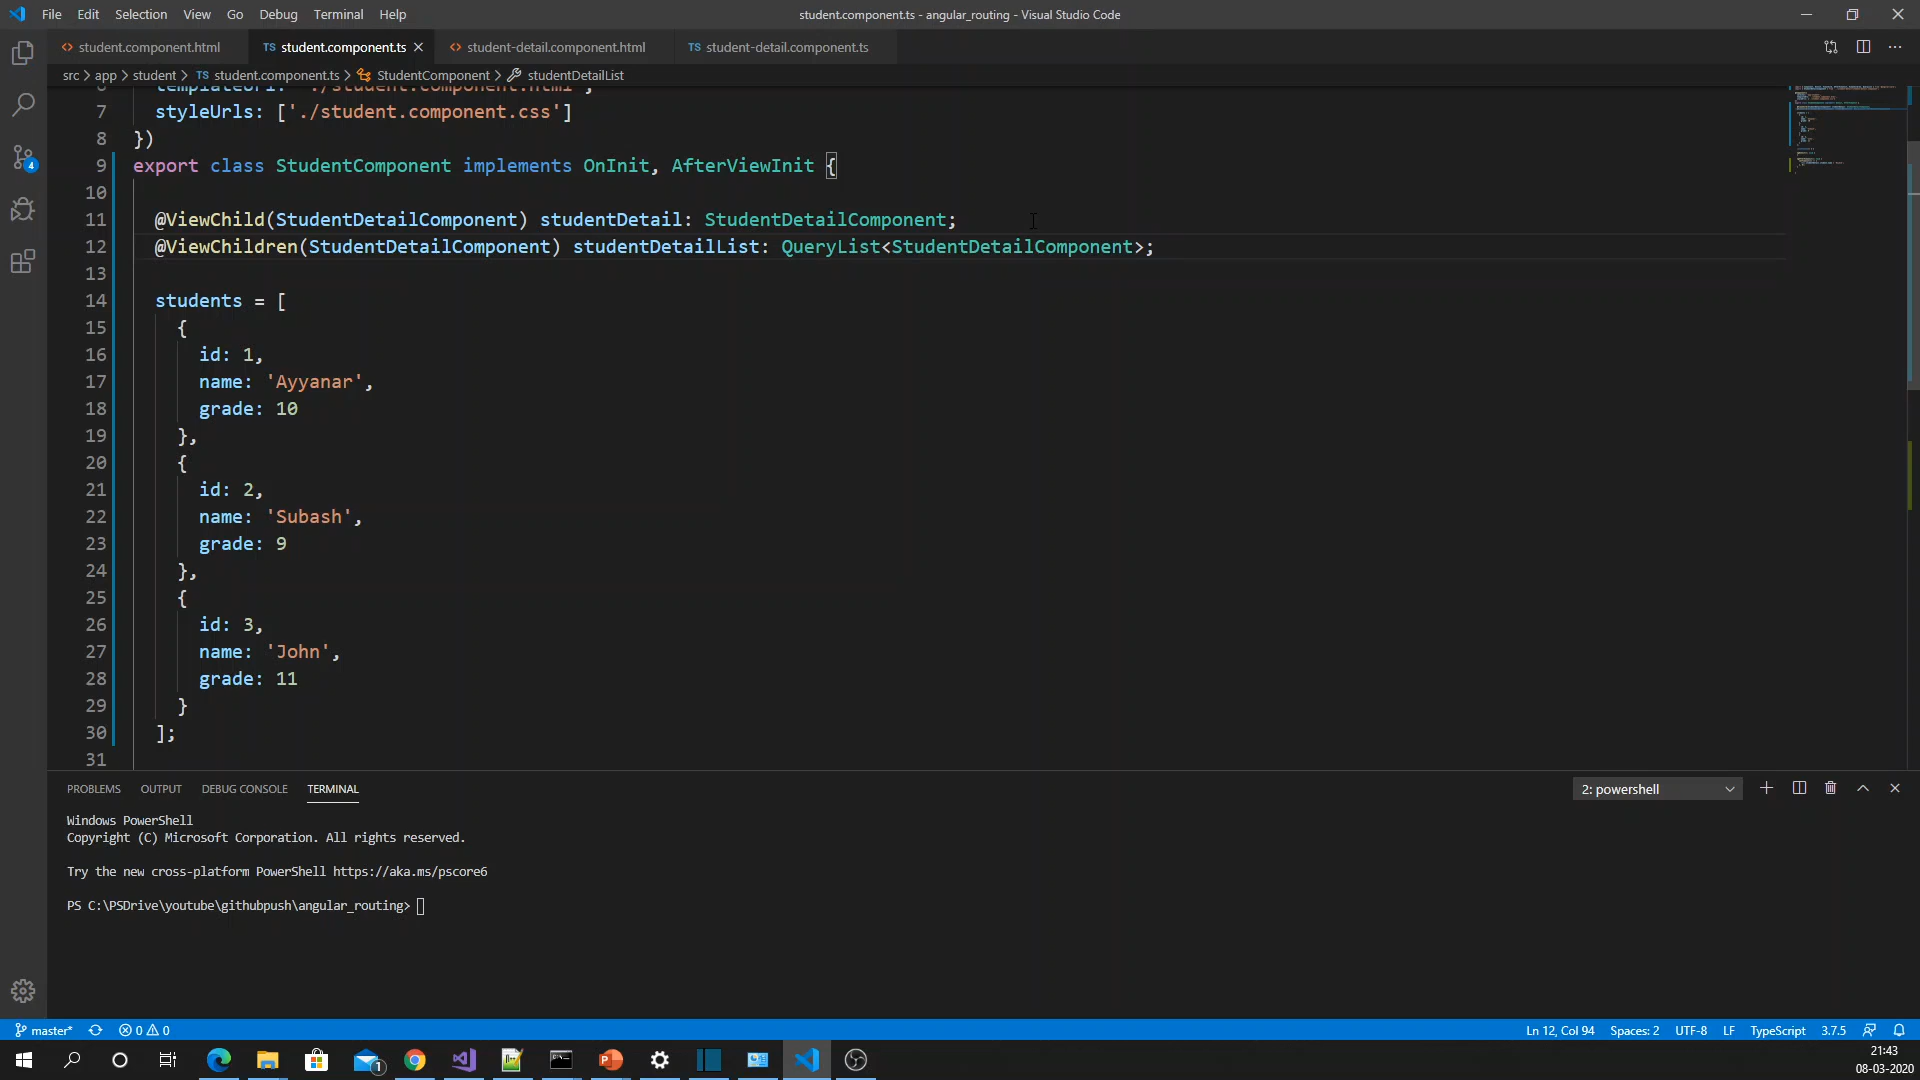 File Edit Selection View Go Debug Terminal Help
student.component.ts - angular_routing - Visual Studio Code
student.component.html
TS student.component.ts
student-detail.component.html
TS student-detail.component.ts
src > app > student > TS student.component.ts > StudentComponent > studentDetailList
7 styleUrls: ['./student.component.css']
8 })
9 export class StudentComponent implements OnInit, AfterViewInit {
10
11 @ViewChild(StudentDetailComponent) studentDetail: StudentDetailComponent;
12 @ViewChildren(StudentDetailComponent) studentDetailList: QueryList<StudentDetailComponent>;
13
14 students = [
15 {
16 id: 1,
17 name: 'Ayyanar',
18 grade: 10
19 },
20 {
21 id: 2,
22 name: 'Subash',
23 grade: 9
24 },
25 {
26 id: 3,
27 name: 'John',
28 grade: 11
29 }
30 ];
31
4
PROBLEMS OUTPUT DEBUG CONSOLE TERMINAL
2: powershell
Windows PowerShell
Copyright (C) Microsoft Corporation. All rights reserved.
Try the new cross-platform PowerShell https://aka.ms/pscore6
PS C:\PSDrive\youtube\githubpush\angular_routing>
master* 0 0
Ln 12, Col 94 Spaces: 2 UTF-8 LF TypeScript 3.7.5
1
21:43
08-03-2020